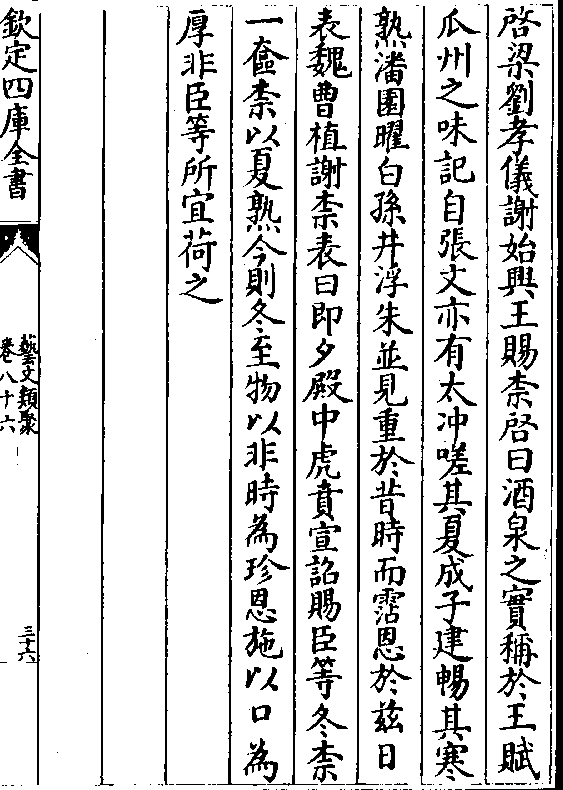 啓梁劉孝儀謝始興王賜柰啓曰酒泉之實稱於王賦
瓜州之味記自張文亦有太冲嗟其夏成子建暢其寒
熟潘園曜白孫井浮朱並見重於昔時而霑恩於兹日
表魏曹植謝柰表曰即夕殿中虎賁宣詔賜臣等冬柰
一奩柰以夏熟今則冬至物以非時為珍恩施以口為
厚非臣等所宜荷之
欽定四庫全書
藝文類聚
卷八十六
三十六